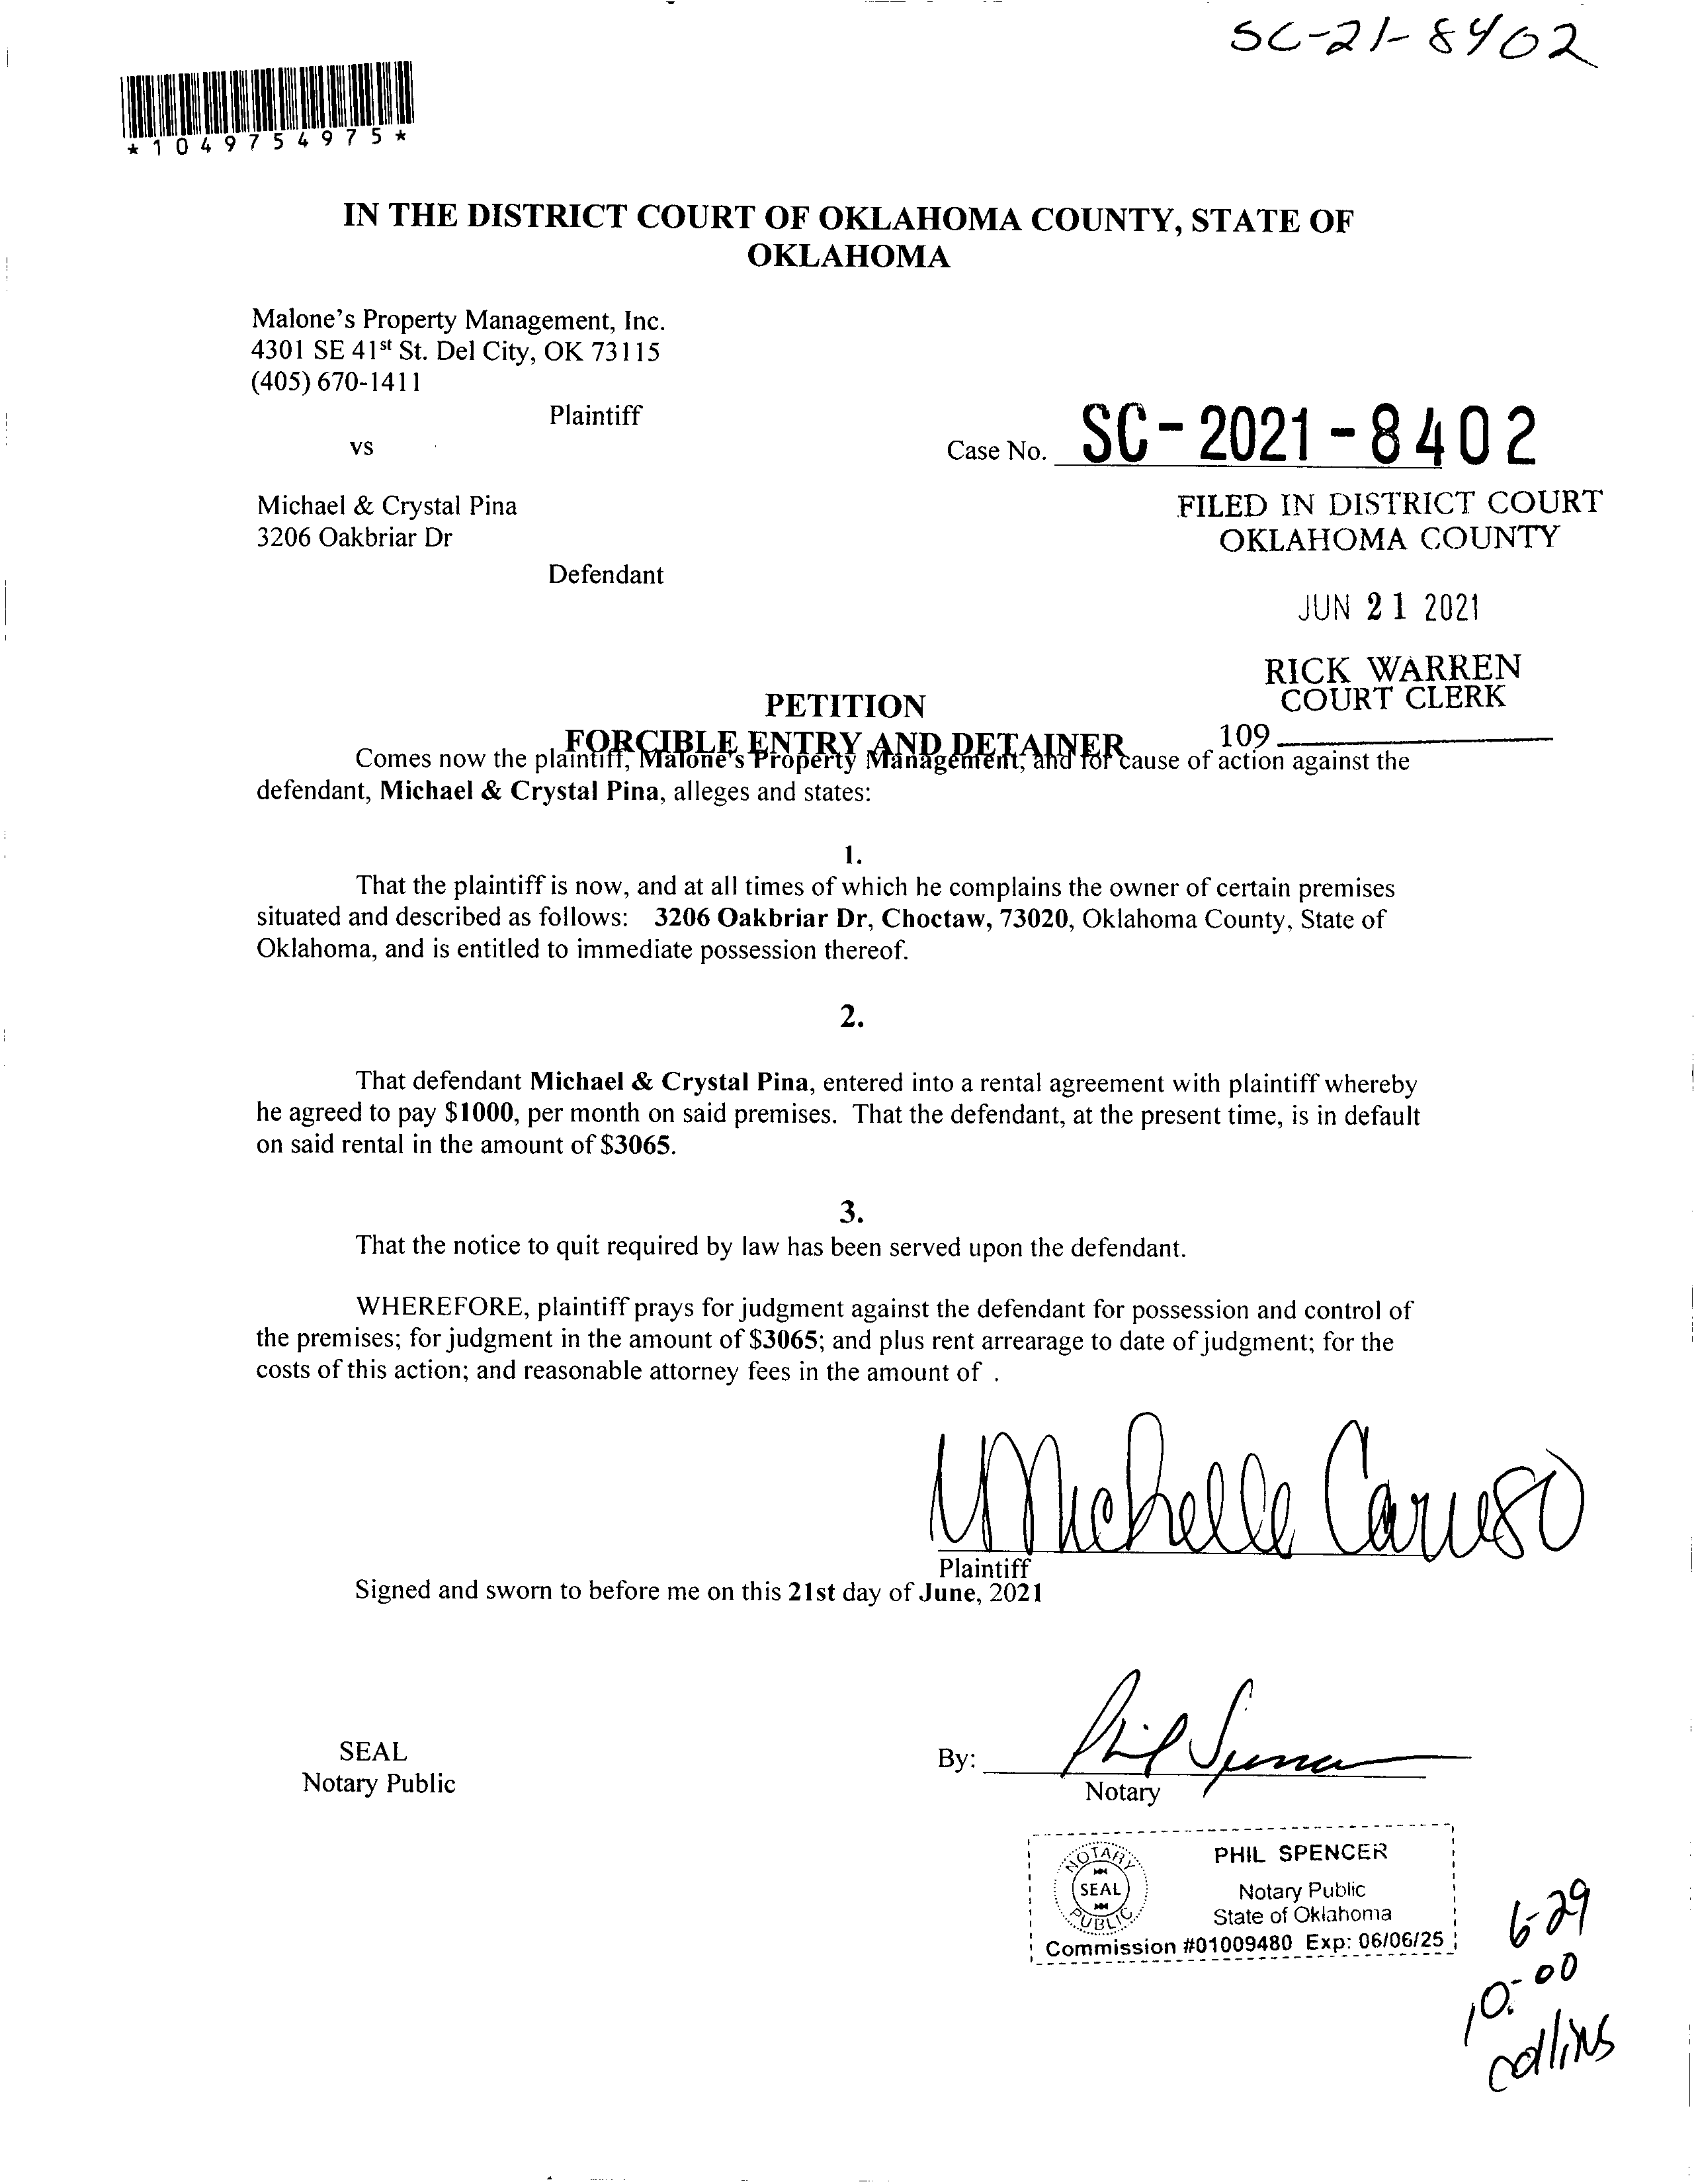 SC-21-8402
*1049754975*
IN THE DISTRICT COURT OF OKLAHOMA COUNTY, STATE OF
OKLAHOMA
Malone's Property Management, Inc.
4301 SE 41st St. Del City, OK 73115
(405) 670-1411
Plaintiff
vs
Case No. SC-2021-8402
Michael & Crystal Pina
3206 Oakbriar Dr
Defendant
FILED IN DISTRICT COURT
OKLAHOMA COUNTY
JUN 21 2021
RICK WARREN
COURT CLERK
109
PETITION
FORCIBLE ENTRY AND DETAINER
Comes now the plaintiff, Malone's Property Management, and for cause of action against the
defendant, Michael & Crystal Pina, alleges and states:
1.
That the plaintiff is now, and at all times of which he complains the owner of certain premises
situated and described as follows: 3206 Oakbriar Dr, Choctaw, 73020, Oklahoma County, State of
Oklahoma, and is entitled to immediate possession thereof.
2.
That defendant Michael & Crystal Pina, entered into a rental agreement with plaintiff whereby
he agreed to pay $1000, per month on said premises. That the defendant, at the present time, is in default
on said rental in the amount of $3065.
3.
That the notice to quit required by law has been served upon the defendant.
WHEREFORE, plaintiff prays for judgment against the defendant for possession and control of
the premises; for judgment in the amount of $3065; and plus rent arrearage to date of judgment; for the
costs of this action; and reasonable attorney fees in the amount of .
Michelle Caruso
Plaintiff
Signed and sworn to before me on this 21st day of June, 2021
SEAL
Notary Public
By: Phil Spencer
Notary
NOTARY
SEAL
PUBLIC
PHIL SPENCER
Notary Public
State of Oklahoma
Commission #01009480 Exp: 06/06/25
6-29
10:00
collins